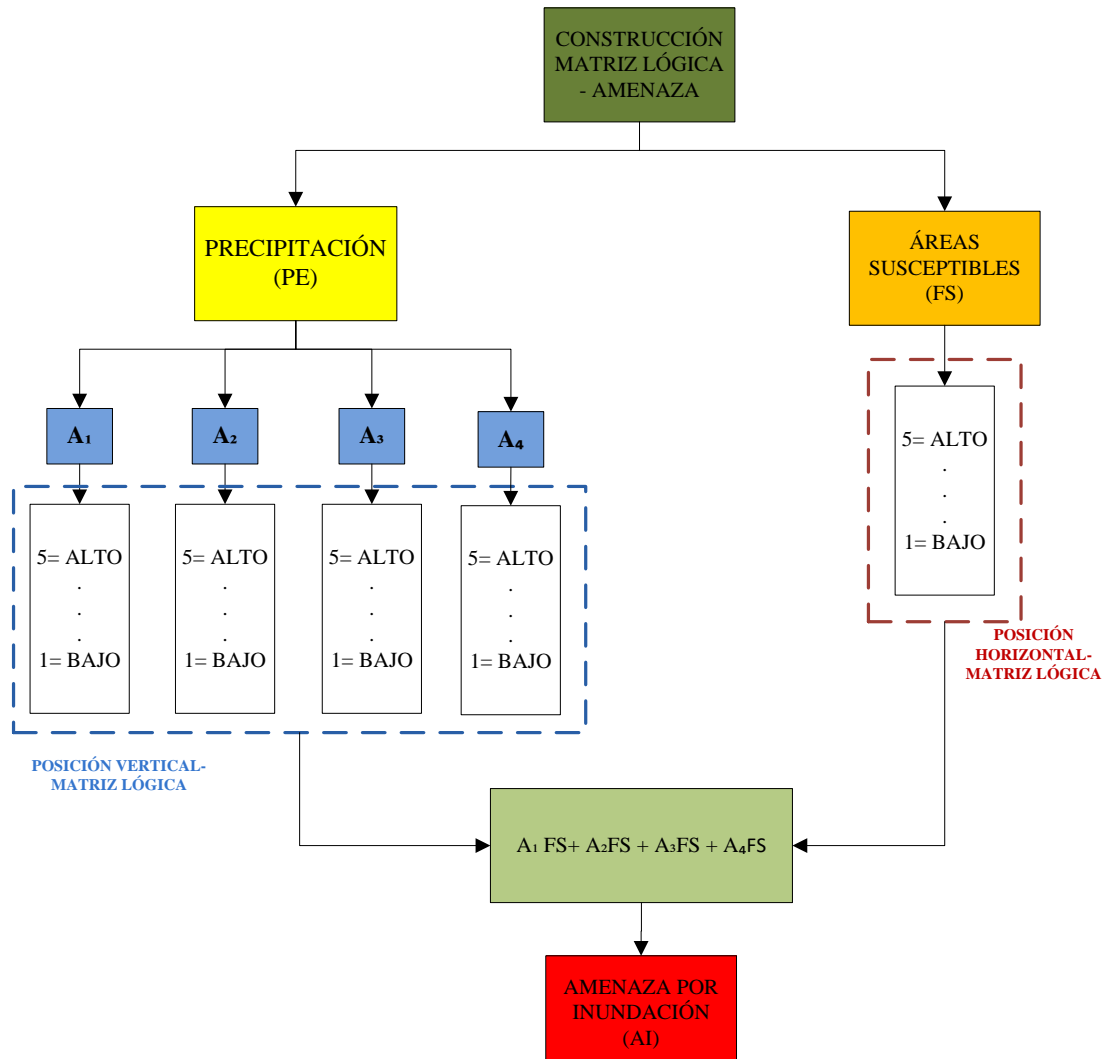 CONSTRUCCIÓN
MATRIZ LÓGICA
- AMENAZA
PRECIPITACIÓN
(PE)
ÁREAS
SUSCEPTIBLES
(FS)
A₁
A₂
A₃
A₄
5= ALTO
.
.
.
1= BAJO
5= ALTO
.
.
.
1= BAJO
5= ALTO
.
.
.
1= BAJO
5= ALTO
.
.
.
1= BAJO
5= ALTO
.
.
.
1= BAJO
POSICIÓN
HORIZONTAL-
MATRIZ LÓGICA
POSICIÓN VERTICAL-
MATRIZ LÓGICA
A₁ FS+ A₂FS + A₃FS + A₄FS
AMENAZA POR
INUNDACIÓN
(AI)